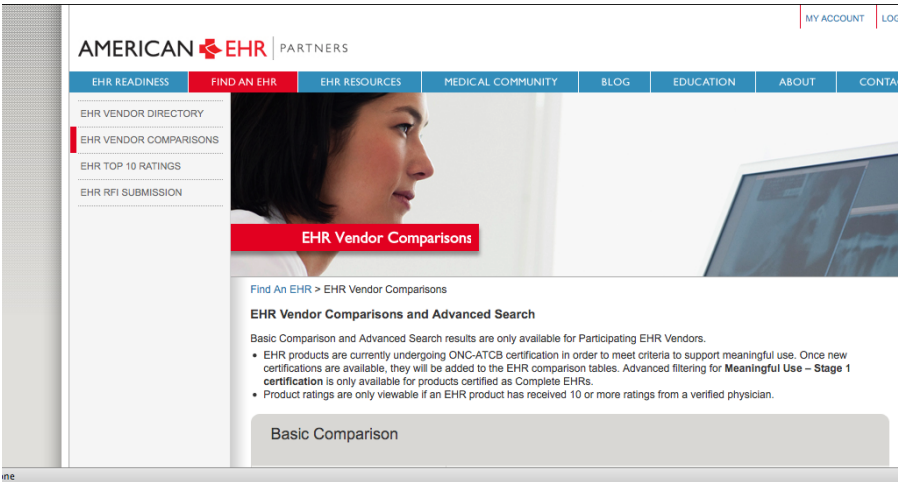 MY ACCOUNT LOG
AMERICAN EHR PARTNERS
EHR READINESS FIND AN EHR EHR RESOURCES MEDICAL COMMUNITY BLOG EDUCATION ABOUT CONTA
EHR VENDOR DIRECTORY
EHR VENDOR COMPARISONS
EHR TOP 10 RATINGS
EHR RFI SUBMISSION
EHR Vendor Comparisons
Find An EHR > EHR Vendor Comparisons
EHR Vendor Comparisons and Advanced Search
Basic Comparison and Advanced Search results are only available for Participating EHR Vendors.
• EHR products are currently undergoing ONC-ATCB certification in order to meet criteria to support meaningful use. Once new
certifications are available, they will be added to the EHR comparison tables. Advanced filtering for Meaningful Use – Stage 1
certification is only available for products certified as Complete EHRs.
• Product ratings are only viewable if an EHR product has received 10 or more ratings from a verified physician.
Basic Comparison
one